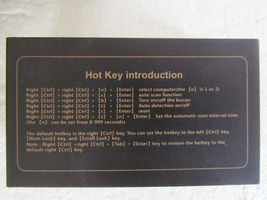 Hot Key introduction
Right [Ctrl] + right [Ctrl] + [n] + [Enter] select computer(the [n] is 1 or 2)
Right [Ctrl] + right [Ctrl] + [s] + [Enter] auto scan function
Right [Ctrl] + right [Ctrl] + [b] + [Enter] Turn on/off the buzzer
Right [Ctrl] + right [Ctrl] + [Enter] Auto detection on/off
Right [Ctrl] + right [Ctrl] + [r] + [Enter] reset
Right [Ctrl] + right [Ctrl] + [s] + [n] + [Enter] Set the automatic scan interval time
(the [n] can be set from 8-999 seconds)
The default hotkey is the right [Ctrl] key. You can set the hotkey to the left [Ctrl] key,
[Num Lock] key, and [Scroll Lock] key.
Note : Right [Ctrl] +right [Ctrl] + [Tab] + [Enter] key to restore the hotkey to the
default right [Ctrl] key.